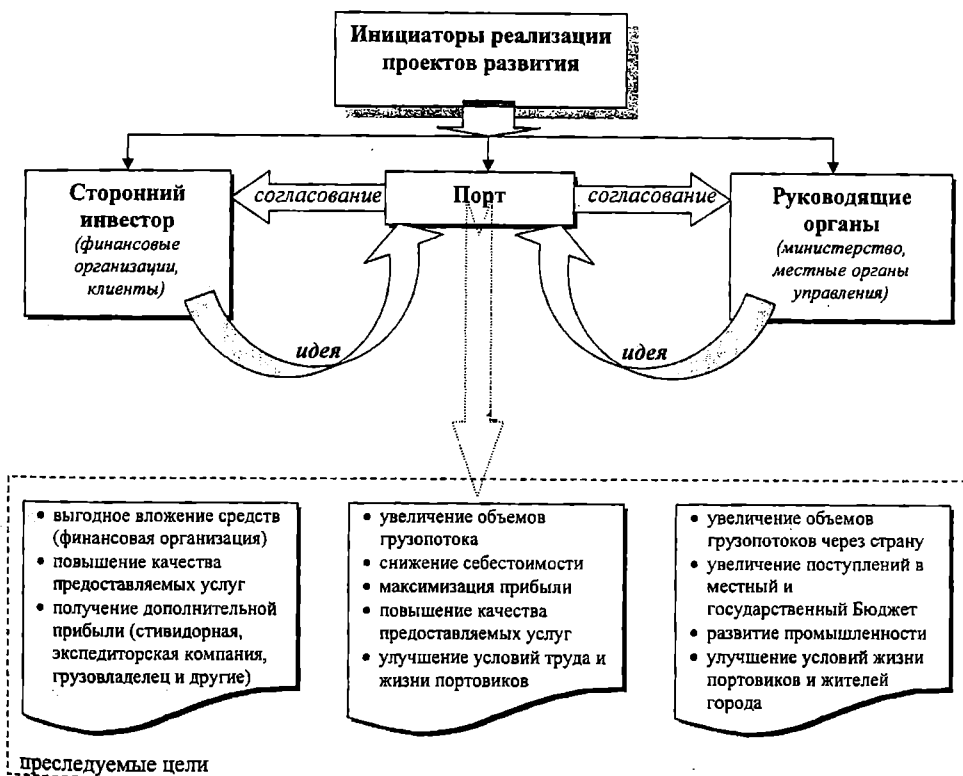 Инициаторы реализации
проектов развития
Сторонний
инвестор
(финансовые
организации,
клиенты)
согласование
Порт
согласование
Руководящие
органы
(министерство,
местные органы
управления)
идея
идея
• выгодное вложение средств
(финансовая организация)
• повышение качества
предоставляемых услуг
• получение дополнительной
прибыли (стивидорная,
экспедиторская компания,
грузовладелец и другие)
• увеличение объемов
грузопотока
• снижение себестоимости
• максимизация прибыли
• повышение качества
предоставляемых услуг
• улучшение условий труда и
жизни портовиков
• увеличение объемов
грузопотоков через страну
• увеличение поступлений в
местный и
государственный Бюджет
• развитие промышленности
• улучшение условий жизни
портовиков и жителей
города
преследуемые цели